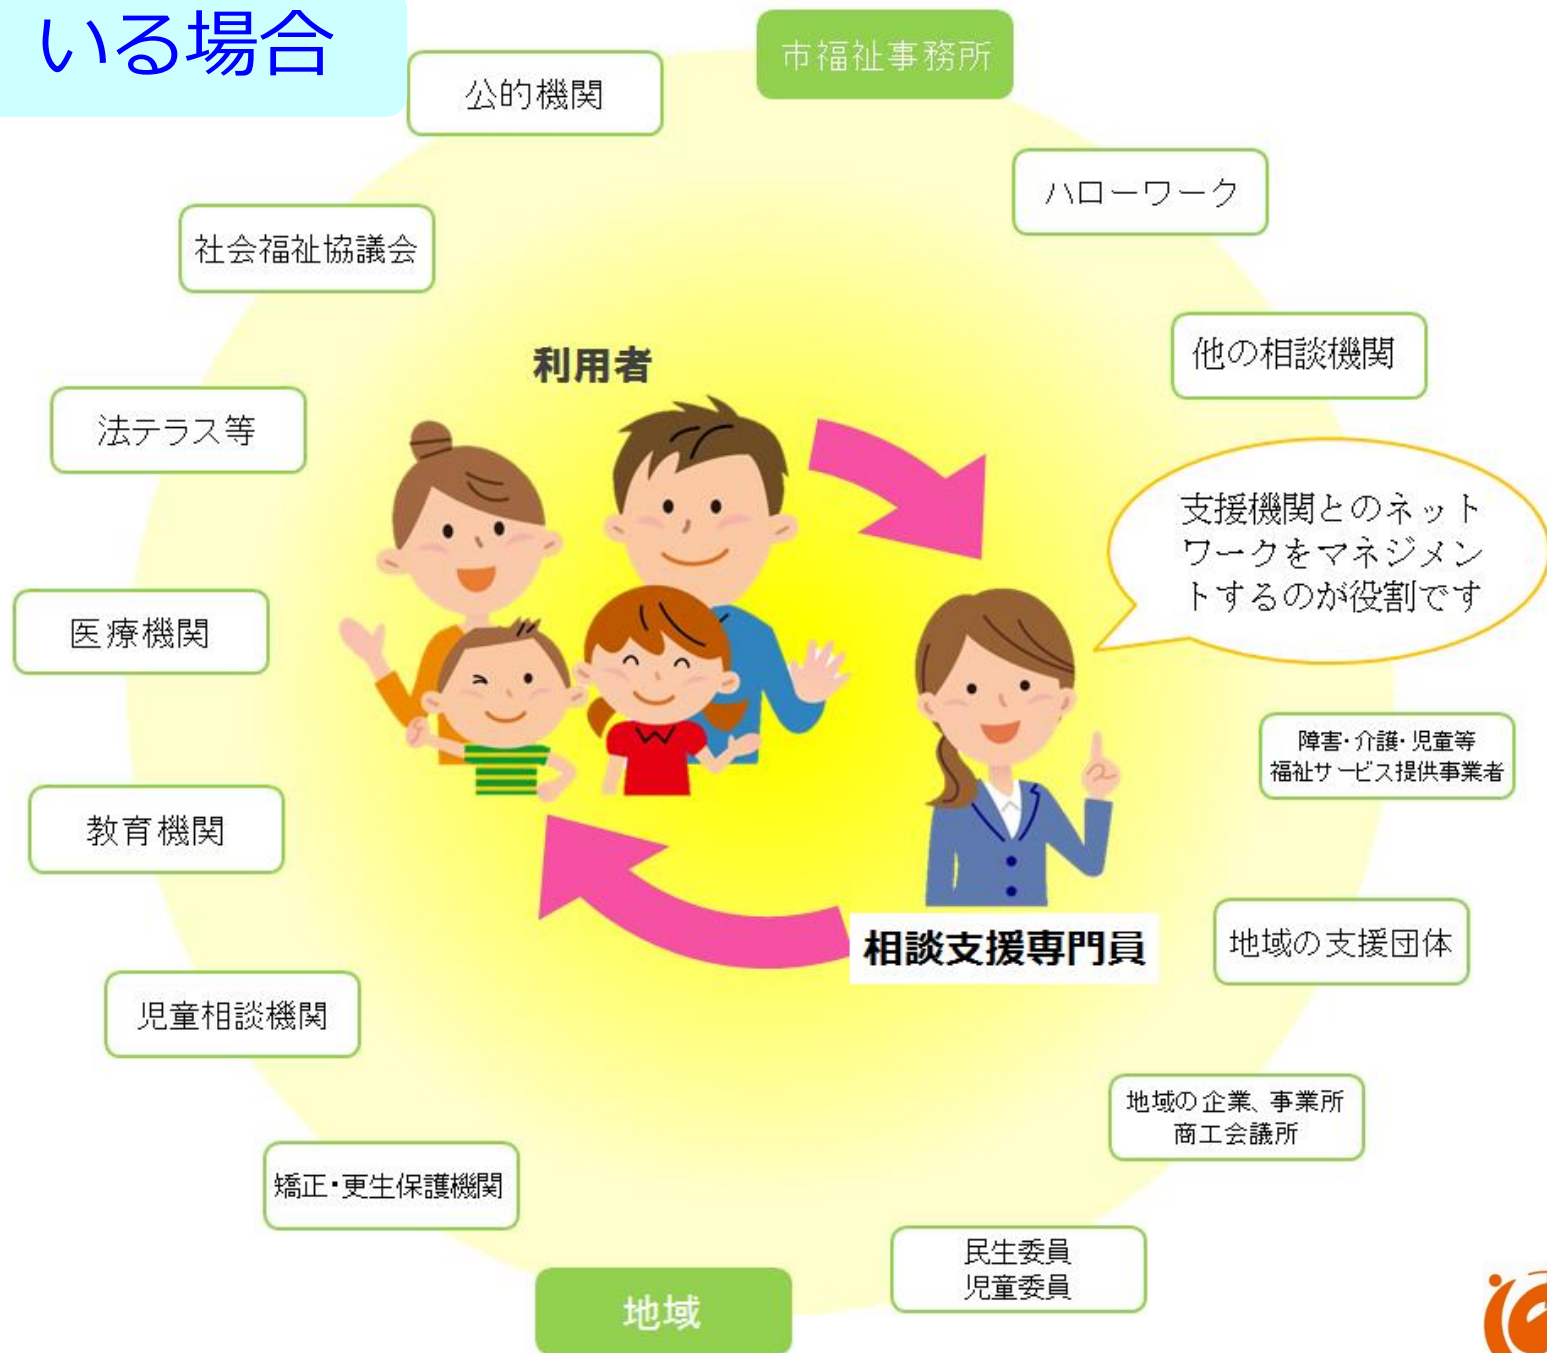 いる場合
市福祉事務所
公的機関
ハローワーク
社会福祉協議会
他の相談機関
利用者
法テラス等
支援機関とのネット
ワークをマネジメン
トするのが役割です
医療機関
障害・介護・児童等
福祉サービス提供事業者
教育機関
地域の支援団体
相談支援専門員
児童相談機関
地域の企業、事業所
商工会議所
矯正・更生保護機関
民生委員
児童委員
地域